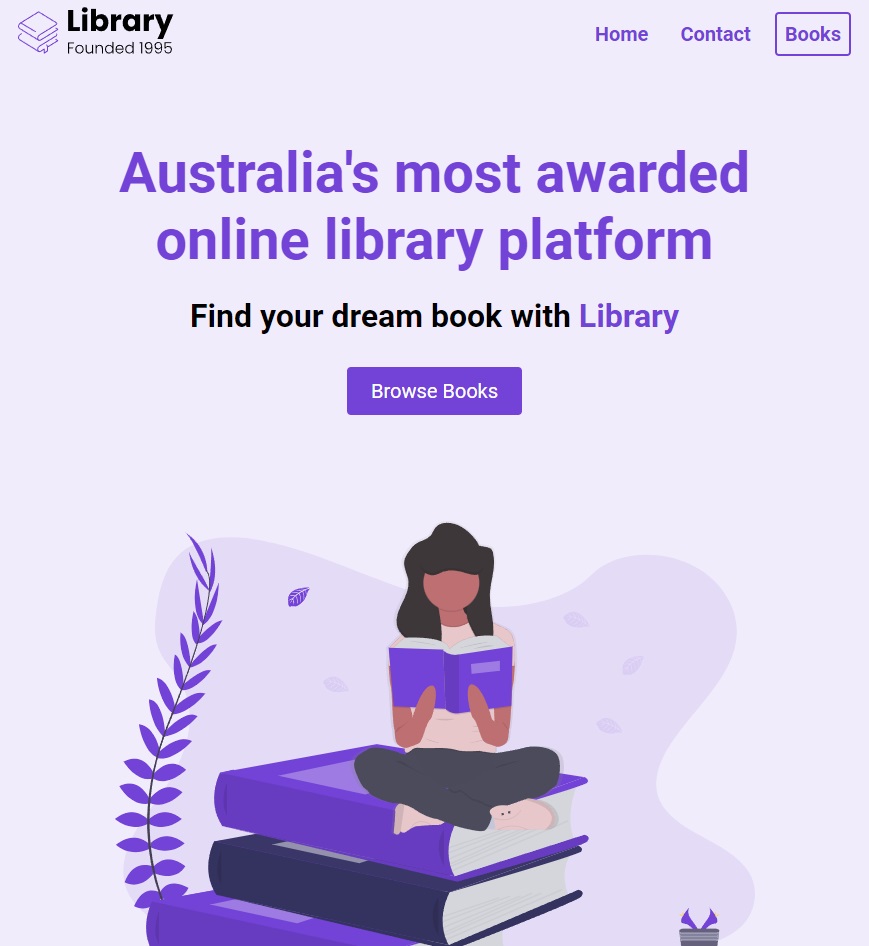 Library
Founded 1995
Home Contact Books
Australia's most awarded
online library platform
Find your dream book with Library
Browse Books